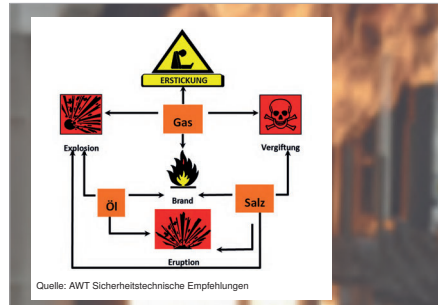 ERSTICKUNG
Gas
Explosion
Vergiftung
Öl
Brand
Salz
Eruption
Quelle: AWT Sicherheitstechnische Empfehlungen